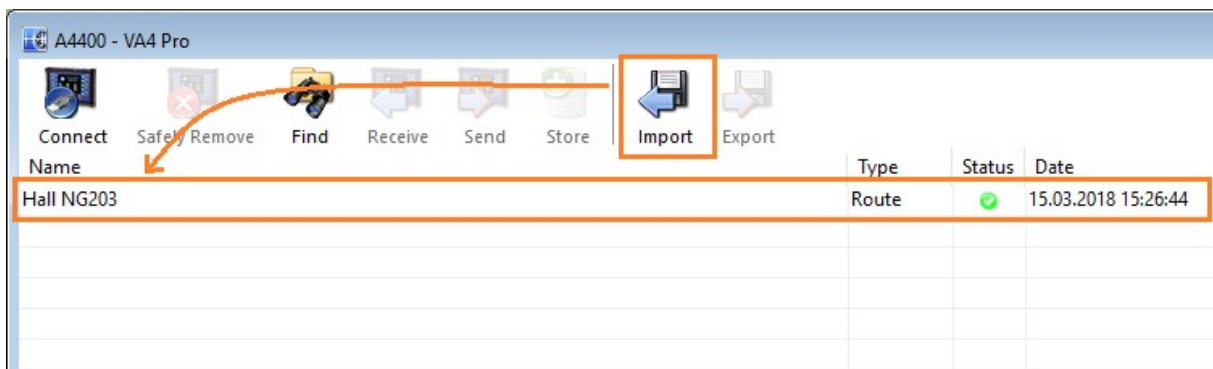 A4400 - VA4 Pro
Connect Safely Remove Find Receive Send Store Import Export
Name Type Status Date
Hall NG203 Route 15.03.2018 15:26:44